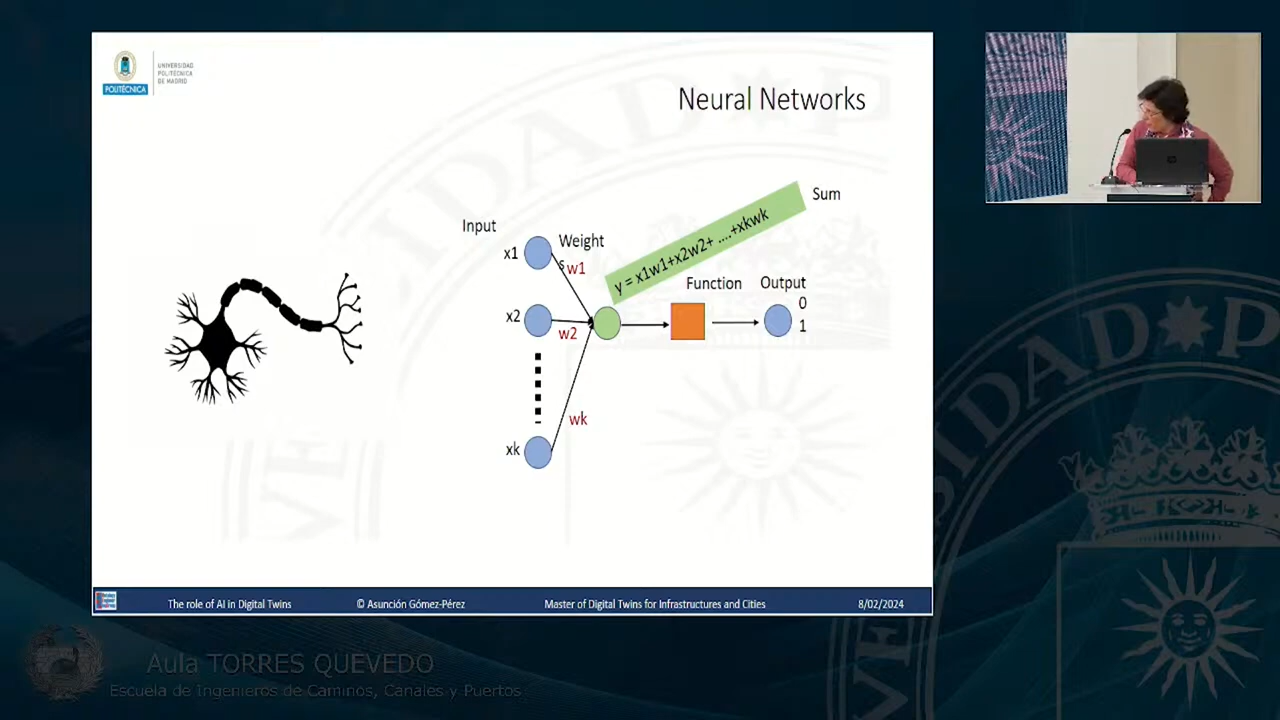 UNIVERSIDAD
POLITÉCNICA
DE MADRID
POLITÉCNICA
Neural Networks
Sum
y = x1w1+x2w2+ ....+xkwk
Input
Weight
s
x1
w1
Function
Output
0
x2
1
w2
wk
xk
The role of AI in Digital Twins
© Asunción Gómez-Pérez
Master of Digital Twins for Infrastructures and Cities
8/02/2024
Aula TORRES QUEVEDO
Escuela de Ingenieros de Caminos, Canales y Puertos